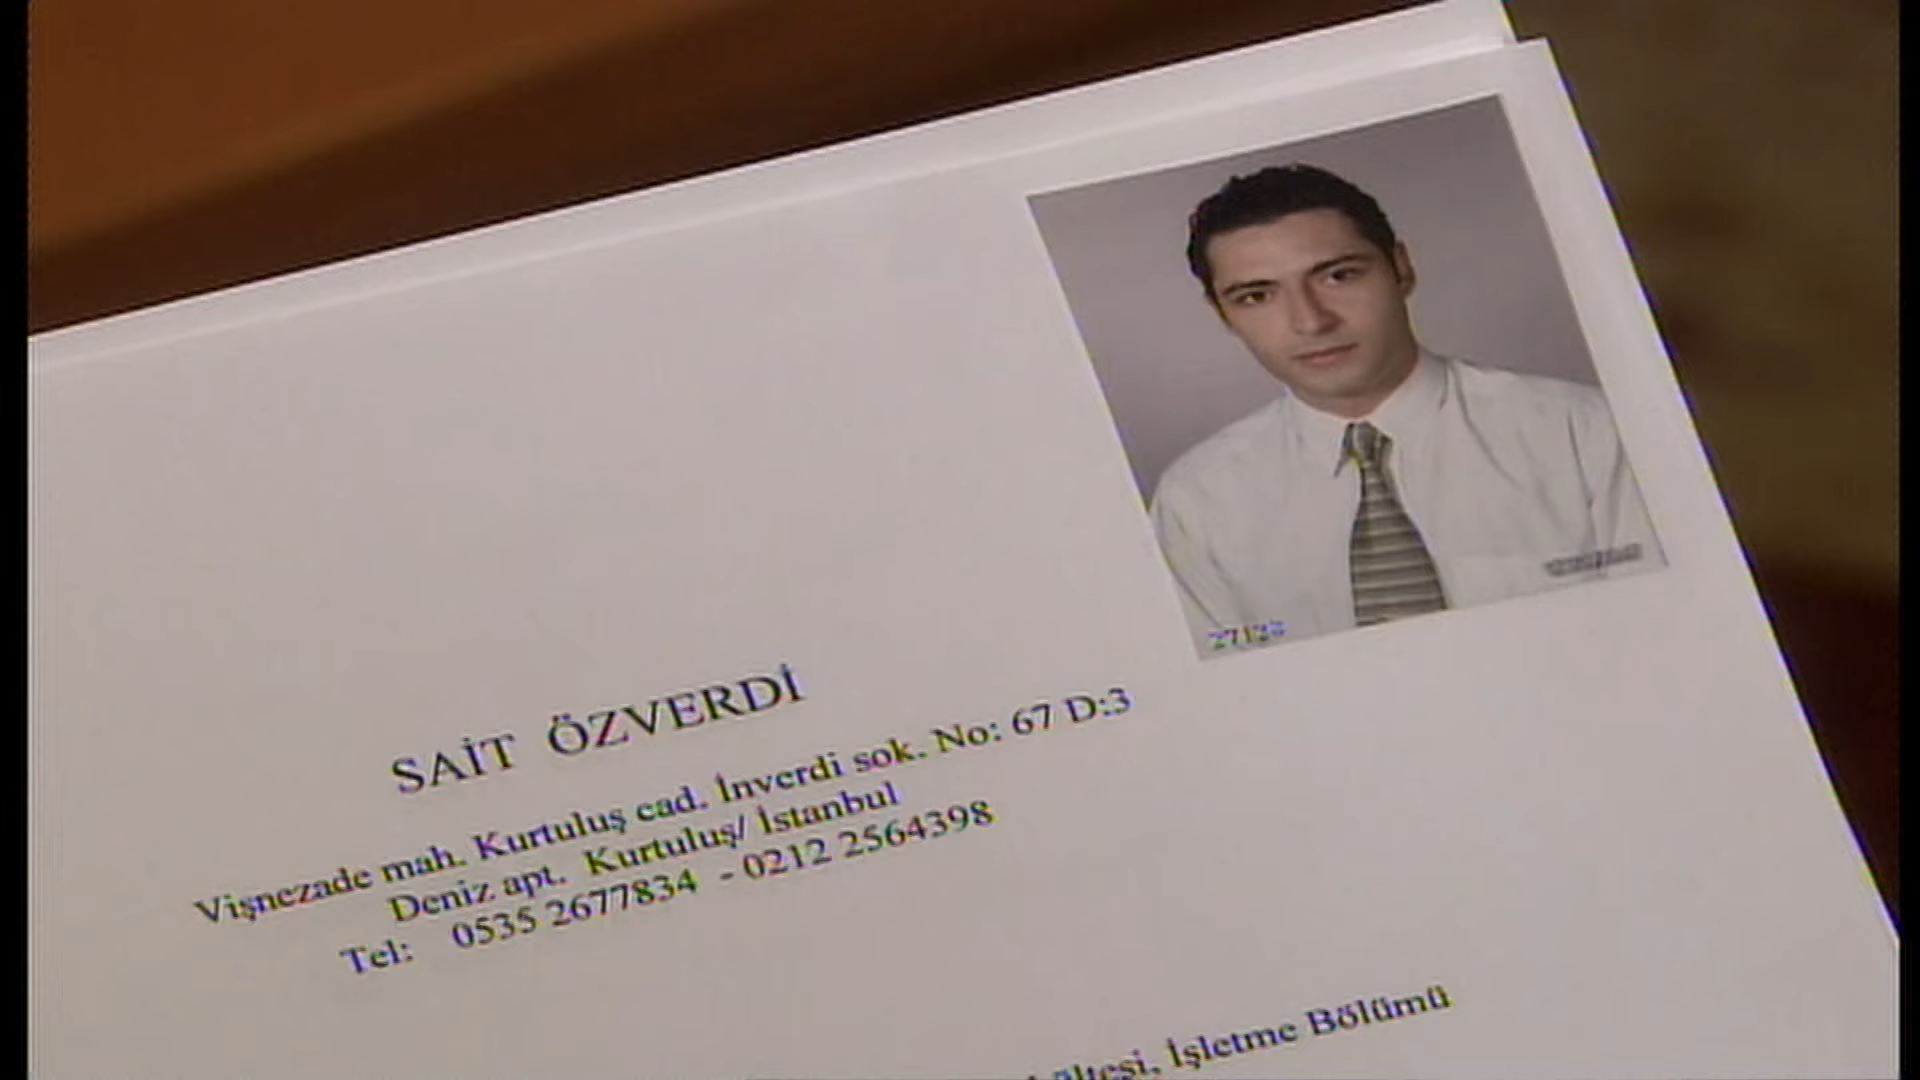 SAİT ÖZVERDİ
Vişnezade mah. Kurtuluş cad. İnverdi sok. No: 67 D:3
Deniz apt. Kurtuluş/ İstanbul
Tel: 0535 2677834 - 0212 2564398
İşletme Bölümü